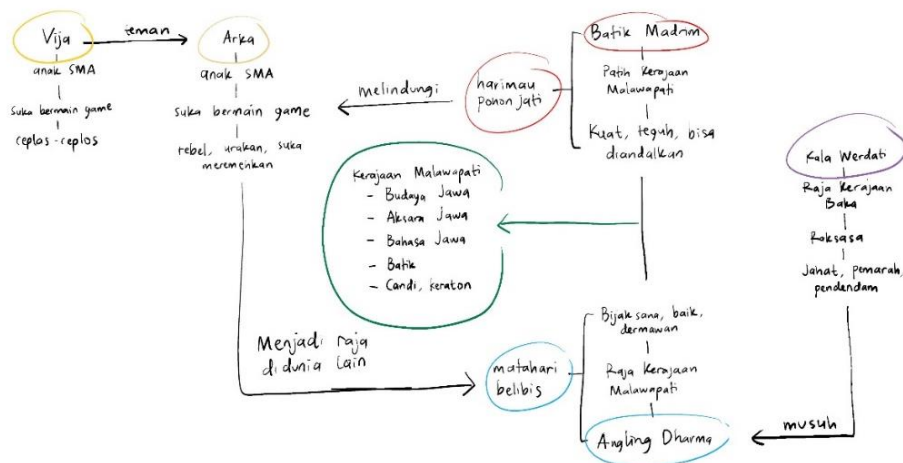 Vija
teman
Arka
anak SMA
suka bermain game
ceplos-ceplos
anak SMA
suka bermain game
rebel, urakan, suka
meremehkan
melindungi
harimau
pohon jati
Batik Madrim
Patih Kerajaan
Malawapati
Kuat, teguh, bisa
diandalkan
Kerajaan Malawapati
- Budaya Jawa
- Aksara Jawa
- Bahasa Jawa
- Batik
- Candi, keraton
Kala Werdati
Raja Kerajaan
Baka
Raksasa
Jahat, pemarah,
pendendam
Menjadi raja
didunia lain
matahari
belibis
Bijaksana, baik,
dermawan
Raja Kerajaan
Malawapati
Angling Dharma
musuh